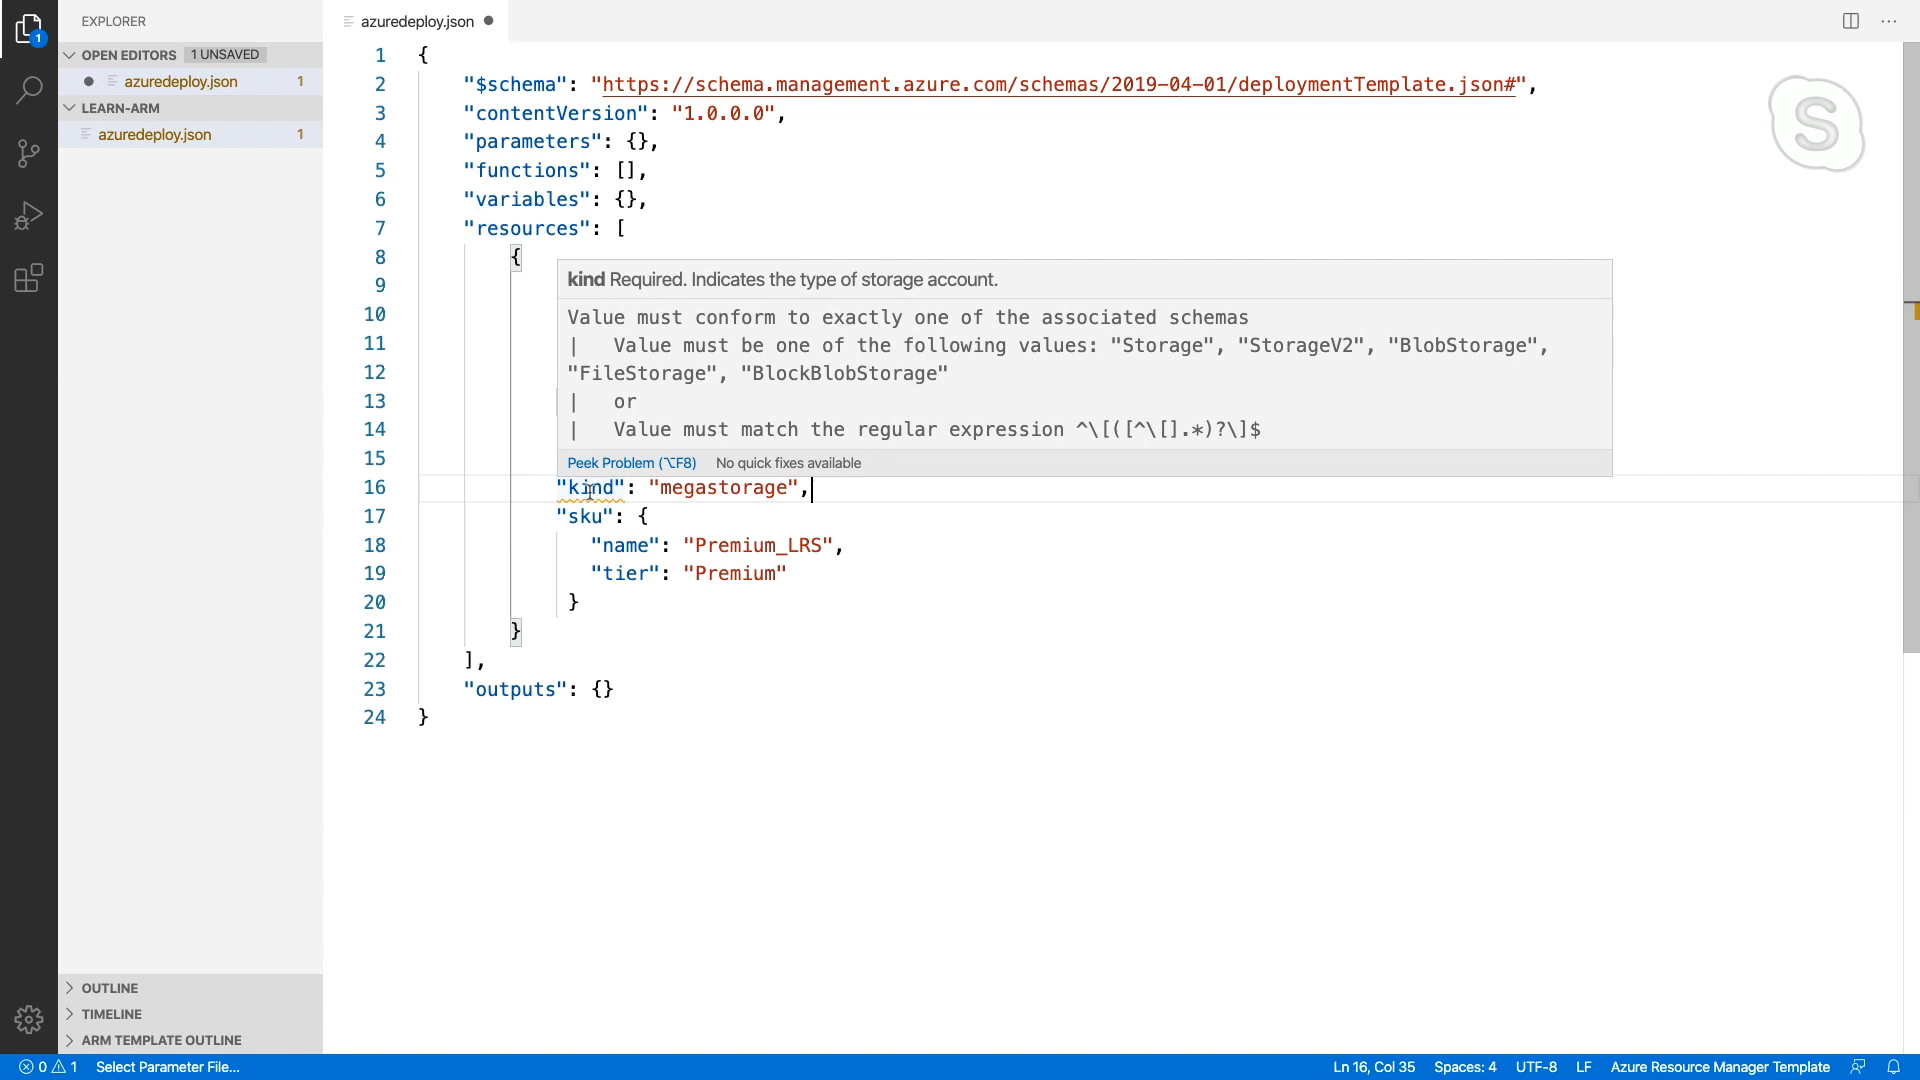 EXPLORER
OPEN EDITORS 1 UNSAVED
azuredeploy.json 1
LEARN-ARM
azuredeploy.json 1
OUTLINE
TIMELINE
ARM TEMPLATE OUTLINE
1
azuredeploy.json
1 {
2 "$schema": "https://schema.management.azure.com/schemas/2019-04-01/deploymentTemplate.json#",
3 "contentVersion": "1.0.0.0",
4 "parameters": {},
5 "functions": [],
6 "variables": {},
7 "resources": [
8 {
9
10
11
12
13
14
15
kind Required. Indicates the type of storage account.
Value must conform to exactly one of the associated schemas
| Value must be one of the following values: "Storage", "StorageV2", "BlobStorage",
"FileStorage", "BlockBlobStorage"
| or
| Value must match the regular expression ^\[([^\[].*)?\]$
Peek Problem (⌥F8) No quick fixes available
16 "kind": "megastorage",
17 "sku": {
18 "name": "Premium_LRS",
19 "tier": "Premium"
20 }
21 }
22 ],
23 "outputs": {}
24 }
S
0 1 Select Parameter File... Ln 16, Col 35 Spaces: 4 UTF-8 LF Azure Resource Manager Template